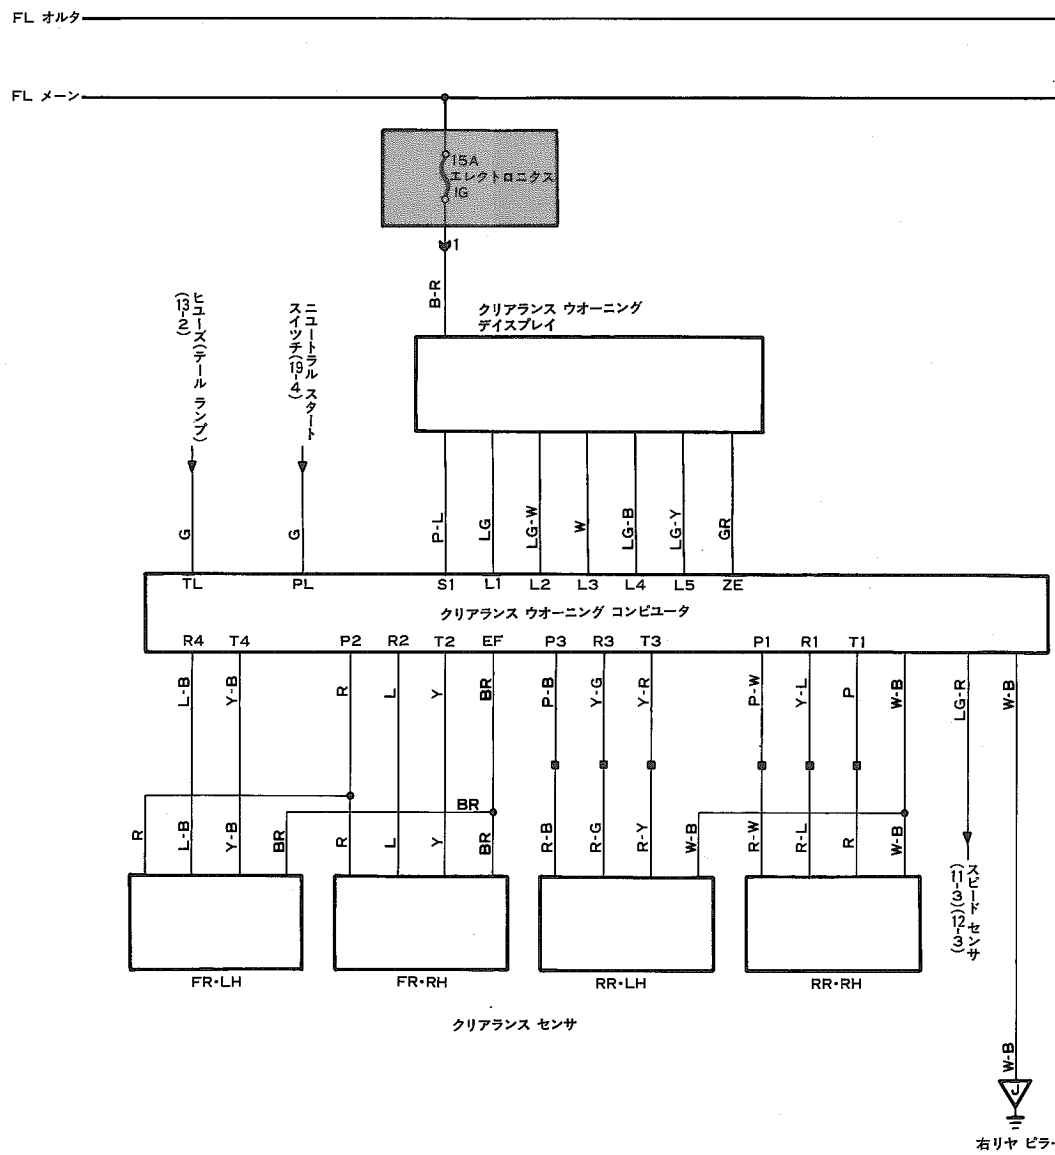 FL オルタ
FL メーン
15A
エレクトロニクス
IG
1
B-R
ヒユーズ(テール ランプ)
(13-2)
ニユートラル スタート
スイツチ(19-4)
クリアランス ウオーニング
デイスプレイ
G
G
P-L
LG
LG-W
W
LG-B
LG-Y
GR
TL
PL
S1
L1
L2
L3
L4
L5
ZE
クリアランス ウオーニング コンピユータ
R4
T4
P2
R2
T2
EF
P3
R3
T3
P1
R1
T1
L-B
Y-B
R
L
Y
BR
P-B
Y-G
Y-R
P-W
Y-L
P
W-B
LG-R
W-B
BR
R
L-B
Y-B
BR
R
L
Y
BR
R-B
R-G
R-Y
W-B
R-W
R-L
R
W-B
スピード センサ
(11-3)(12-3)
FR・LH
FR・RH
RR・LH
RR・RH
クリアランス センサ
W-B
J
右リヤ ピラー